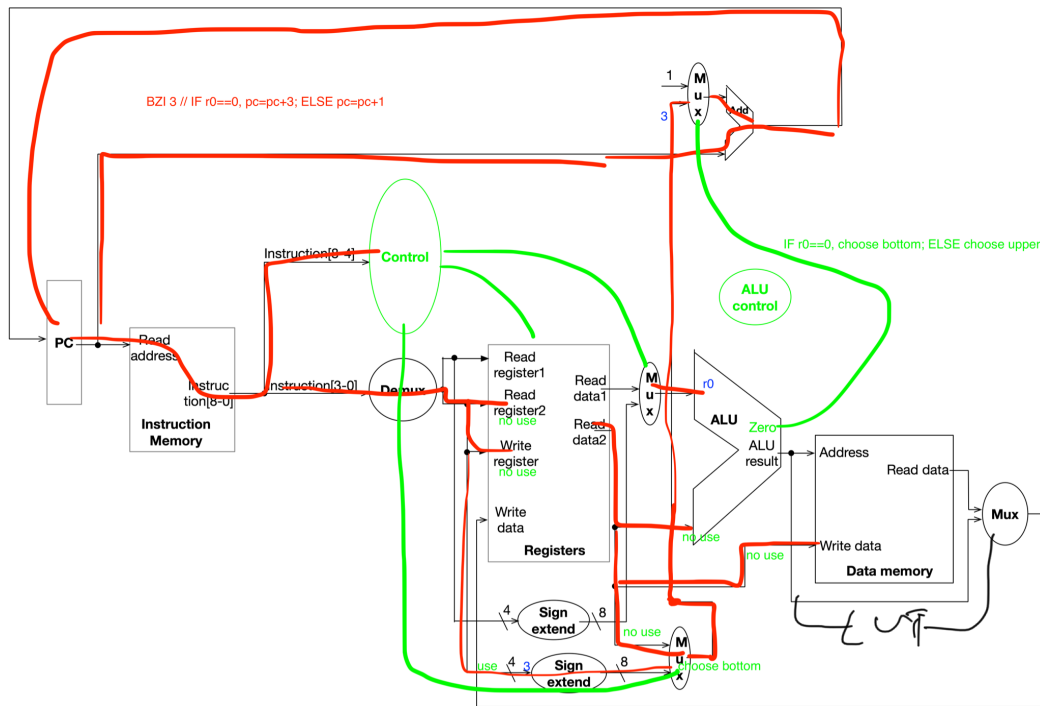 1
M
u
x
Add
3
BZI 3 // IF r0==0, pc=pc+3; ELSE pc=pc+1
IF r0==0, choose bottom; ELSE choose upper
Instruction[8-4]
Control
ALU
control
PC
Read
address
Instruc
tion[8-0]
Instruction
Memory
Instruction[3-0]
Demux
Read
register1
Read
register2
no use
Write
register
no use
Write
data
Read
data1
Read
data2
Registers
M
u
x
r0
ALU
Zero
ALU
result
no use
Address
Read data
Write data
no use
Data memory
Mux
LUT
4
Sign
extend
8
no use
use
4
3
Sign
extend
8
M
u
x
choose bottom